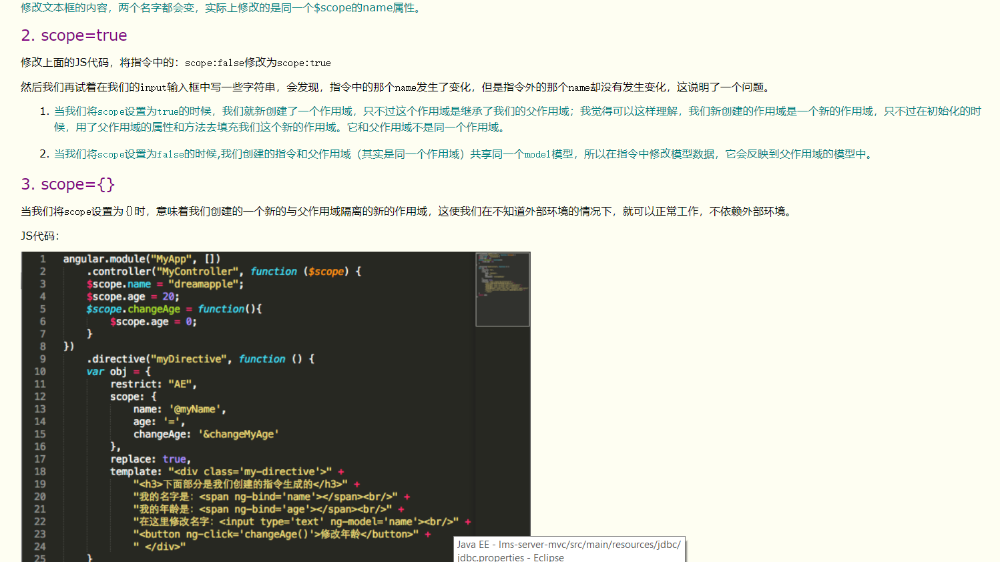 修改文本框的内容，两个名字都会变，实际上修改的是同一个$scope的name属性。
2. scope=true
修改上面的JS代码，将指令中的：scope:false修改为scope:true
然后我们再试着在我们的input输入框中写一些字符串，会发现，指令中的那个name发生了变化，但是指令外的那个name却没有发生变化，这说明了一个问题。
1. 当我们将scope设置为true的时候，我们就新创建了一个作用域，只不过这个作用域是继承了我们的父作用域；我觉得可以这样理解，我们新创建的作用域是一个新的作用域，只不过在初始化的时
候，用了父作用域的属性和方法去填充我们这个新的作用域。它和父作用域不是同一个作用域。
2. 当我们将scope设置为false的时候,我们创建的指令和父作用域（其实是同一个作用域）共享同一个model模型，所以在指令中修改模型数据，它会反映到父作用域的模型中。
3. scope={}
当我们将scope设置为{}时，意味着我们创建的一个新的与父作用域隔离的新的作用域，这使我们在不知道外部环境的情况下，就可以正常工作，不依赖外部环境。
JS代码：
1 angular.module("MyApp", [])
2 .controller("MyController", function ($scope) {
3 $scope.name = "dreamapple";
4 $scope.age = 20;
5 $scope.changeAge = function(){
6 $scope.age = 0;
7 }
8 })
9 .directive("myDirective", function () {
10 var obj = {
11 restrict: "AE",
12 scope: {
13 name: '@myName',
14 age: '=',
15 changeAge: '&changeMyAge'
16 },
17 replace: true,
18 template: "<div class='my-directive'>" +
19 "<h3>下面部分是我们创建的指令生成的</h3>" +
20 "我的名字是：<span ng-bind='name'></span><br/>" +
21 "我的年龄是：<span ng-bind='age'></span><br/>" +
22 "在这里修改名字：<input type='text' ng-model='name'><br/>" +
23 "<button ng-click='changeAge()'>修改年龄</button>" +
24 " </div>"
25 }
Java EE - lms-server-mvc/src/main/resources/jdbc/
jdbc.properties - Eclipse